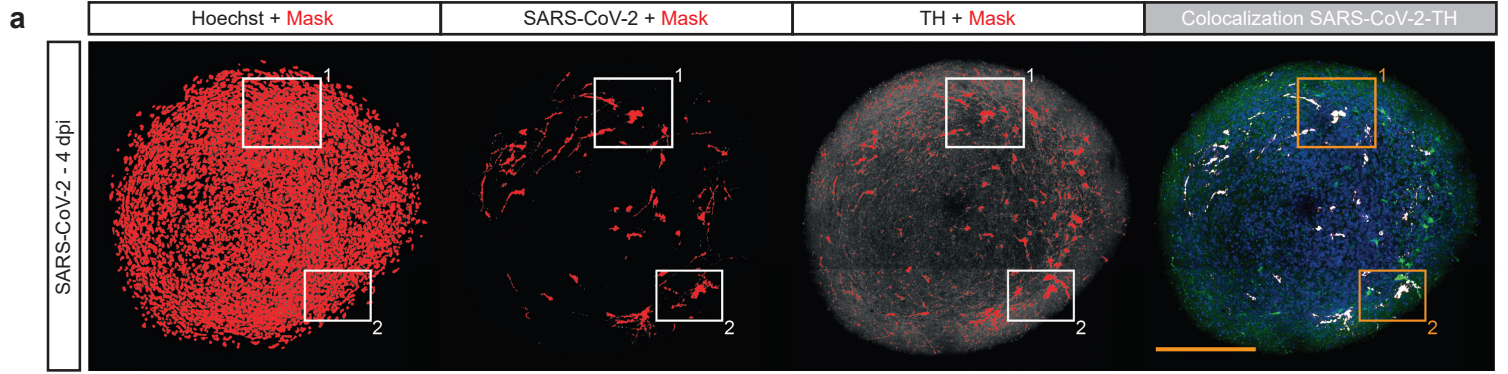 a
Hoechst + Mask
SARS-CoV-2 + Mask
TH + Mask
Colocalization SARS-CoV-2-TH
SARS-CoV-2 - 4 dpi
1
1
1
1
2
2
2
2